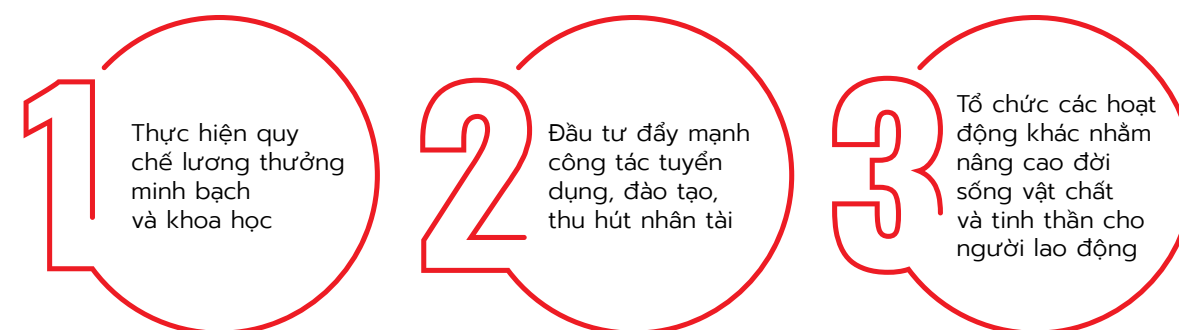 1
Thực hiện quy
chế lương thưởng
minh bạch
và khoa học
2
Đầu tư đẩy mạnh
công tác tuyển
dụng, đào tạo,
thu hút nhân tài
3
Tổ chức các hoạt
động khác nhằm
nâng cao đời
sống vật chất
và tinh thần cho
người lao động